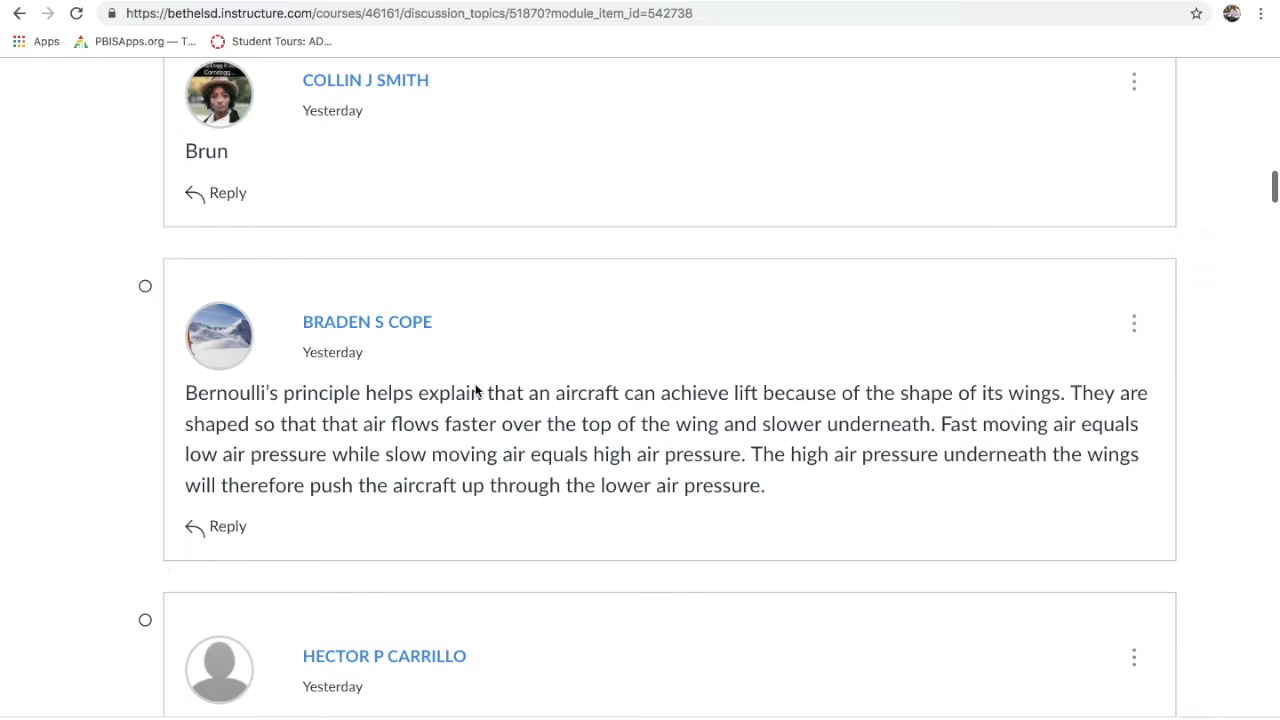 https://bethelsd.instructure.com/courses/46161/discussion_topics/51870?module_item_id=542738
Apps PBISApps.org — T... Student Tours: AD...
COLLIN J SMITH
Yesterday
Brun
Reply
BRADEN S COPE
Yesterday
Bernoulli's principle helps explain that an aircraft can achieve lift because of the shape of its wings. They are
shaped so that that air flows faster over the top of the wing and slower underneath. Fast moving air equals
low air pressure while slow moving air equals high air pressure. The high air pressure underneath the wings
will therefore push the aircraft up through the lower air pressure.
Reply
HECTOR P CARRILLO
Yesterday